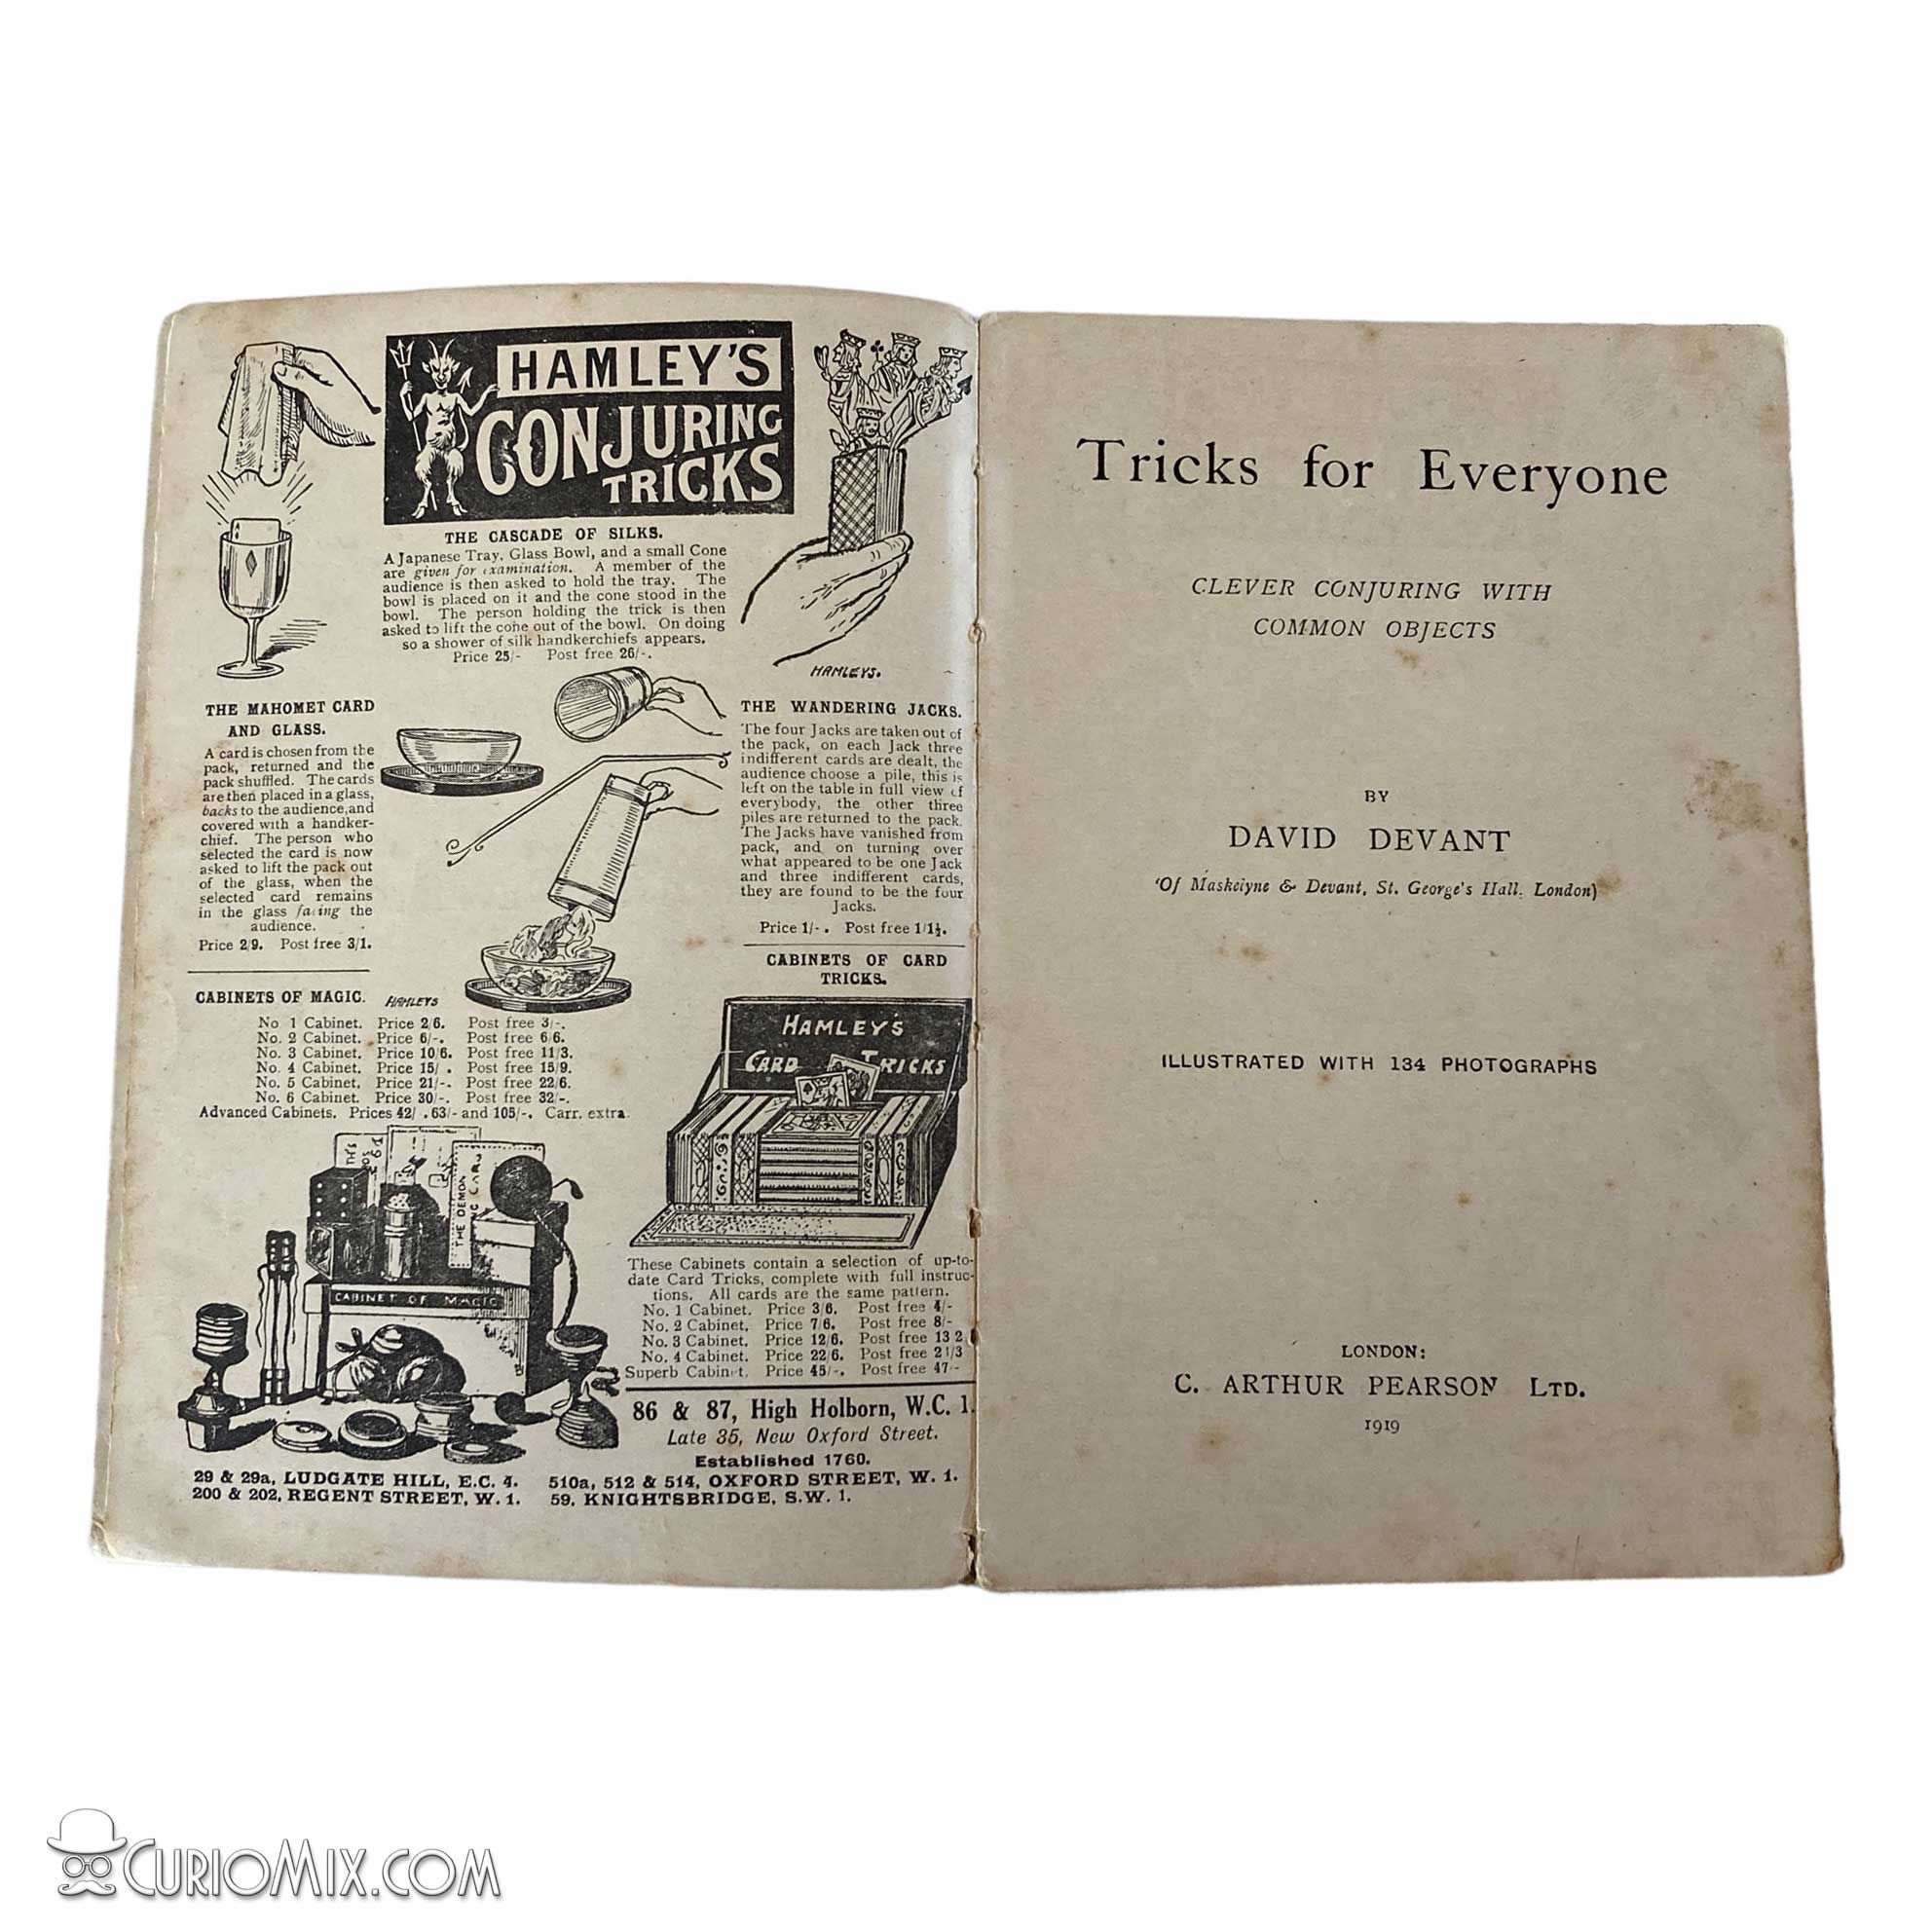 HAMLEY'S
CONJURING
TRICKS
THE CASCADE OF SILKS.
A Japanese Tray, Glass Bowl, and a small Cone
are given for examination. A member of the
audience is then asked to hold the tray. The
bowl is placed on it and the cone stood in the
bowl. The person holding the trick is then
asked to lift the cone out of the bowl. On doing
so a shower of silk handkerchiefs appears.
Price 25/- Post free 26/-.
HAMLEYS.
THE MAHOMET CARD
AND GLASS.
A card is chosen from the
pack, returned and the
pack shuffled. The cards
are then placed in a glass,
backs to the audience, and
covered with a handker-
chief. The person who
selected the card is now
asked to lift the pack out
of the glass, when the
selected card remains
in the glass facing the
audience.
Price 2/9. Post free 3/1.
THE WANDERING JACKS.
The four Jacks are taken out of
the pack, on each Jack three
indifferent cards are dealt, the
audience choose a pile, this is
left on the table in full view of
everybody, the other three
piles are returned to the pack.
The Jacks have vanished from
pack, and on turning over
what appeared to be one Jack
and three indifferent cards,
they are found to be the four
Jacks.
Price 1/-. Post free 1/1½.
CABINETS OF MAGIC.
HAMLEYS
No 1 Cabinet. Price 2/6. Post free 3/-.
No. 2 Cabinet. Price 6/-. Post free 6/6.
No. 3 Cabinet. Price 10/6. Post free 11/3.
No. 4 Cabinet. Price 15/ . Post free 15/9.
No. 5 Cabinet. Price 21/-. Post free 22/6.
No. 6 Cabinet. Price 30/-. Post free 32/-.
Advanced Cabinets. Prices 42/ . 63/- and 105/-. Carr. extra.
THE DEMON
CABINET OF MAGIC
CABINETS OF CARD
TRICKS.
HAMLEY'S
CARD TRICKS
These Cabinets contain a selection of up-to-
date Card Tricks, complete with full instruc-
tions. All cards are the same pattern.
No. 1 Cabinet. Price 3/6. Post free 4/-
No. 2 Cabinet. Price 7/6. Post free 8/-
No. 3 Cabinet. Price 12/6. Post free 13 2
No. 4 Cabinet. Price 22/6. Post free
Superb Cabinet. Price 45/-. Post free 47 -
86 & 87, High Holborn, W.C. 1.
Late 35, New Oxford Street.
Established 1760.
29 & 29a, LUDGATE HILL, E.C. 4. 510a, 512 & 514, OXFORD STREET, W. 1.
200 & 202, REGENT STREET, W. 1. 59, KNIGHTSBRIDGE, S.W. 1.
Tricks for Everyone
CLEVER CONJURING WITH
COMMON OBJECTS
BY
DAVID DEVANT
(Of Maskelyne & Devant, St. George's Hall, London)
ILLUSTRATED WITH 134 PHOTOGRAPHS
LONDON:
C. ARTHUR PEARSON LTD.
1919
CURIOMIX.COM